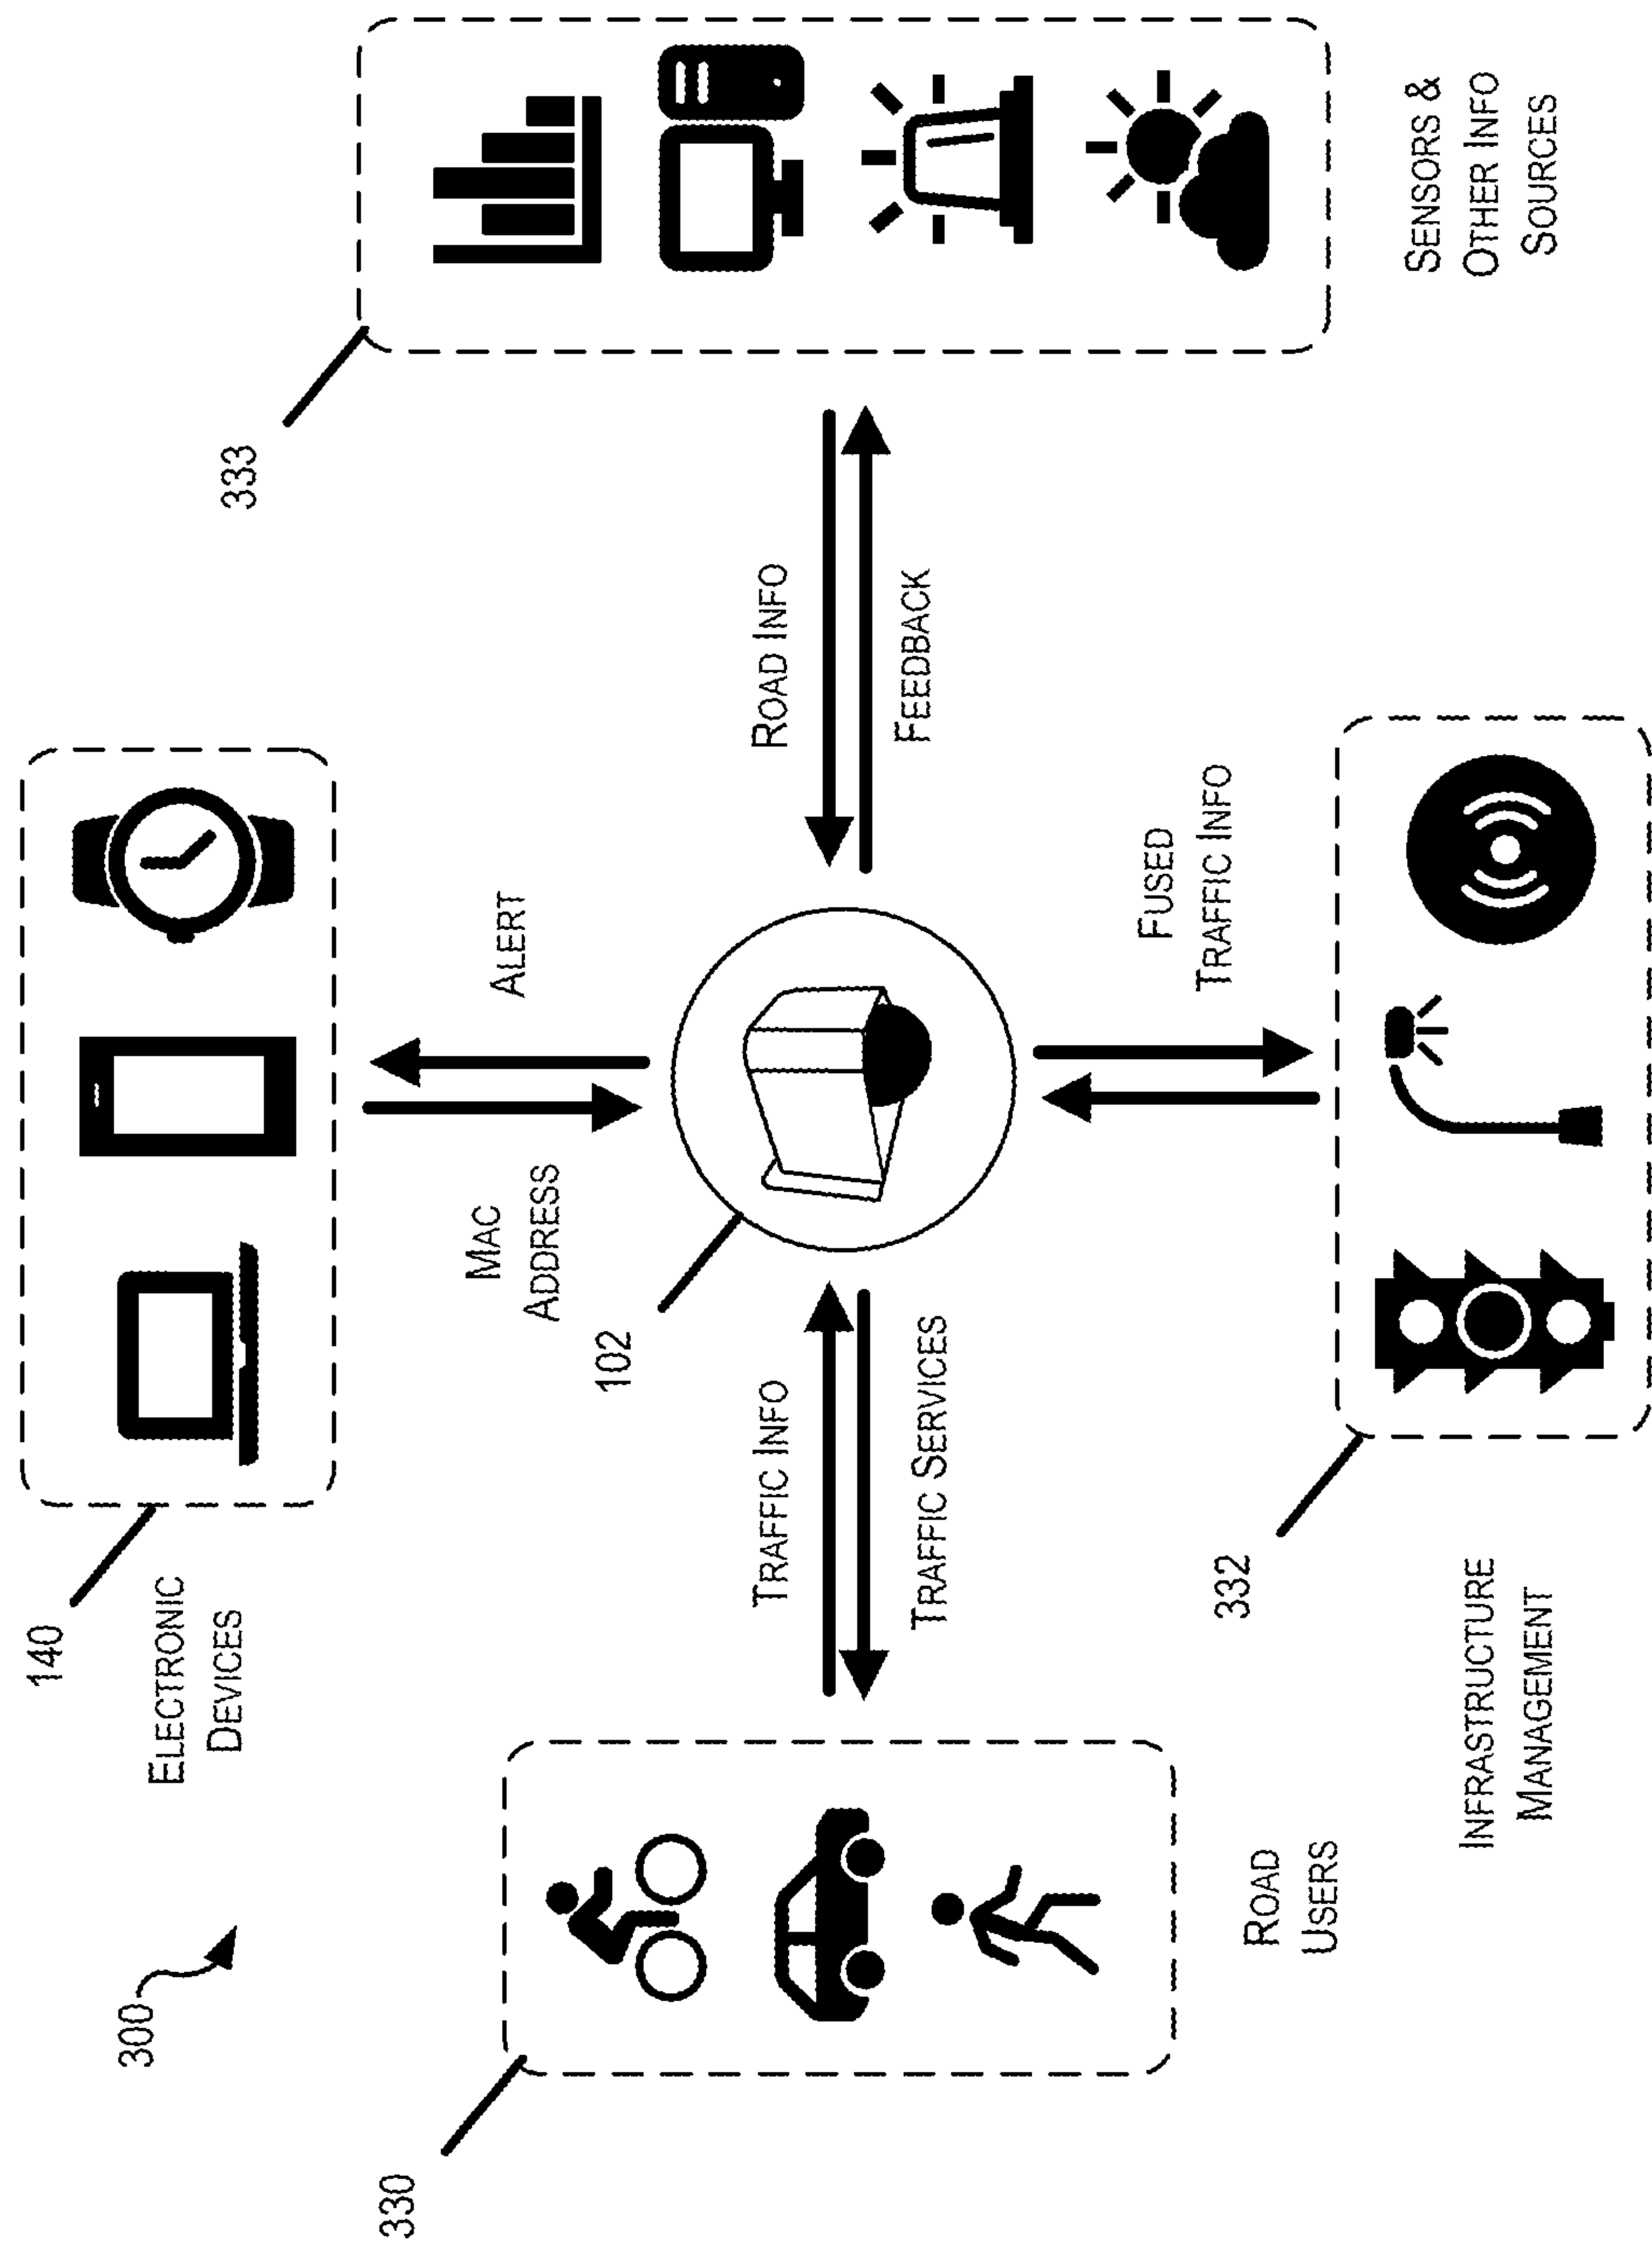 300
140
ELECTRONIC
DEVICES
333
MAC
ADDRESS
ALERT
330
102
TRAFFIC INFO
ROAD INFO
TRAFFIC SERVICES
FEEDBACK
FUSED
TRAFFIC INFO
ROAD
USERS
332
INFRASTRUCTURE
MANAGEMENT
SENSORS &
OTHER INFO
SOURCES